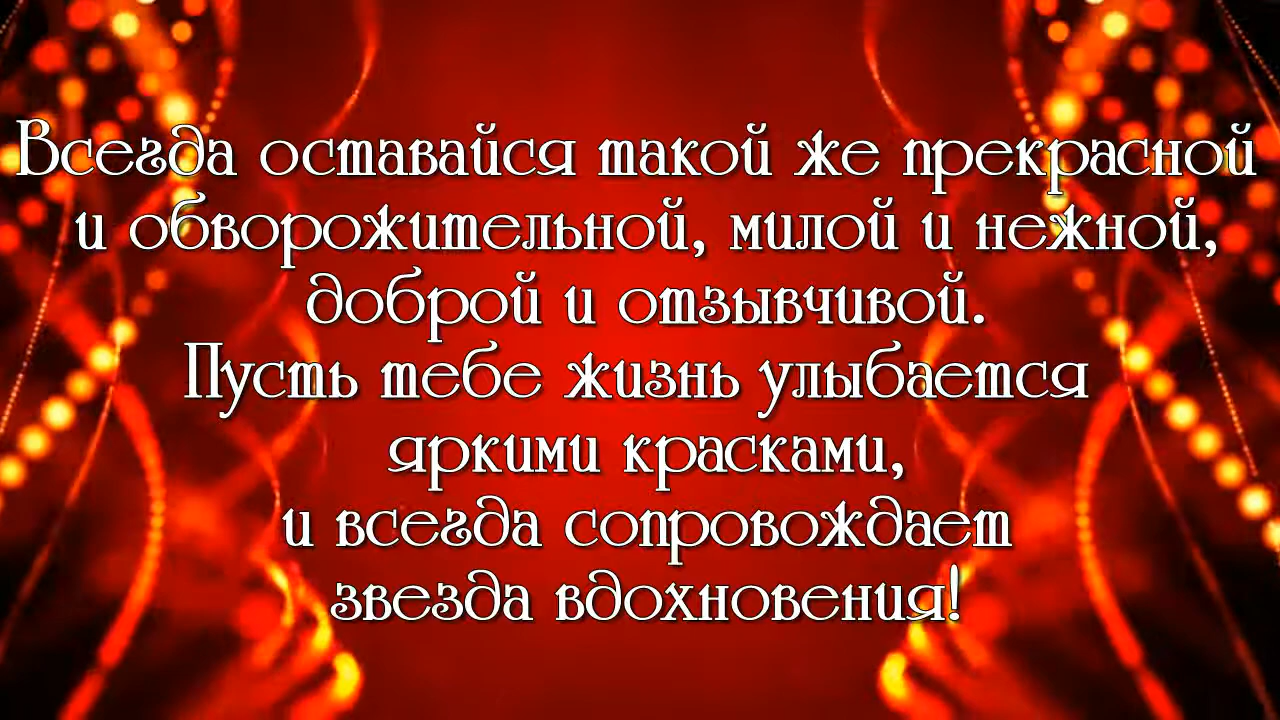 Всегда оставайся такой же прекрасной
и обворожительной, милой и нежной,
доброй и отзывчивой.
Пусть тебе жизнь улыбается
яркими красками,
и всегда сопровождает
звезда вдохновения!